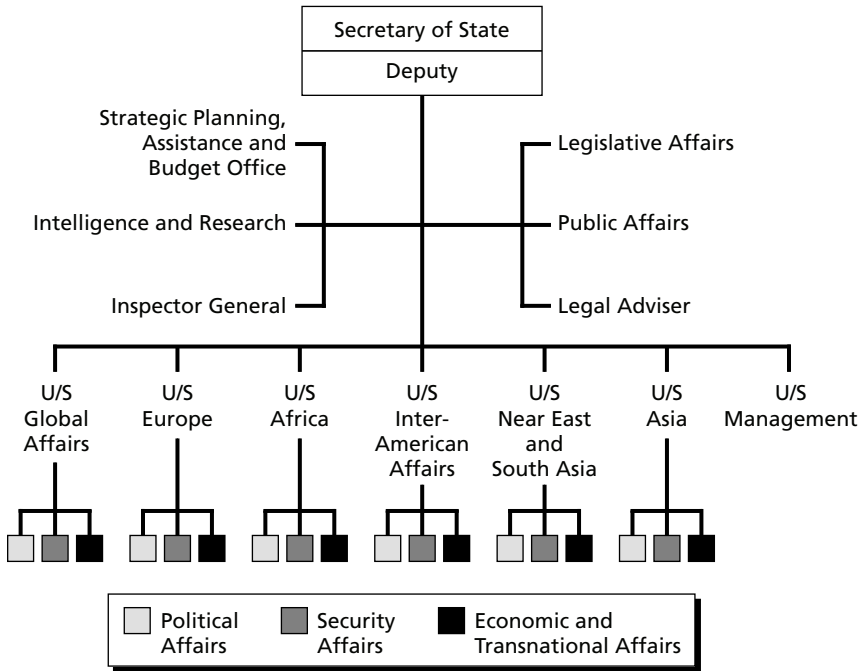 Secretary of State
Deputy
Strategic Planning,
Assistance and
Budget Office
Legislative Affairs
Intelligence and Research
Public Affairs
Inspector General
Legal Adviser
U/S
Global
Affairs
U/S
Europe
U/S
Africa
U/S
Inter-
American
Affairs
U/S
Near East
and
South Asia
U/S
Asia
U/S
Management
Political
Affairs
Security
Affairs
Economic and
Transnational Affairs